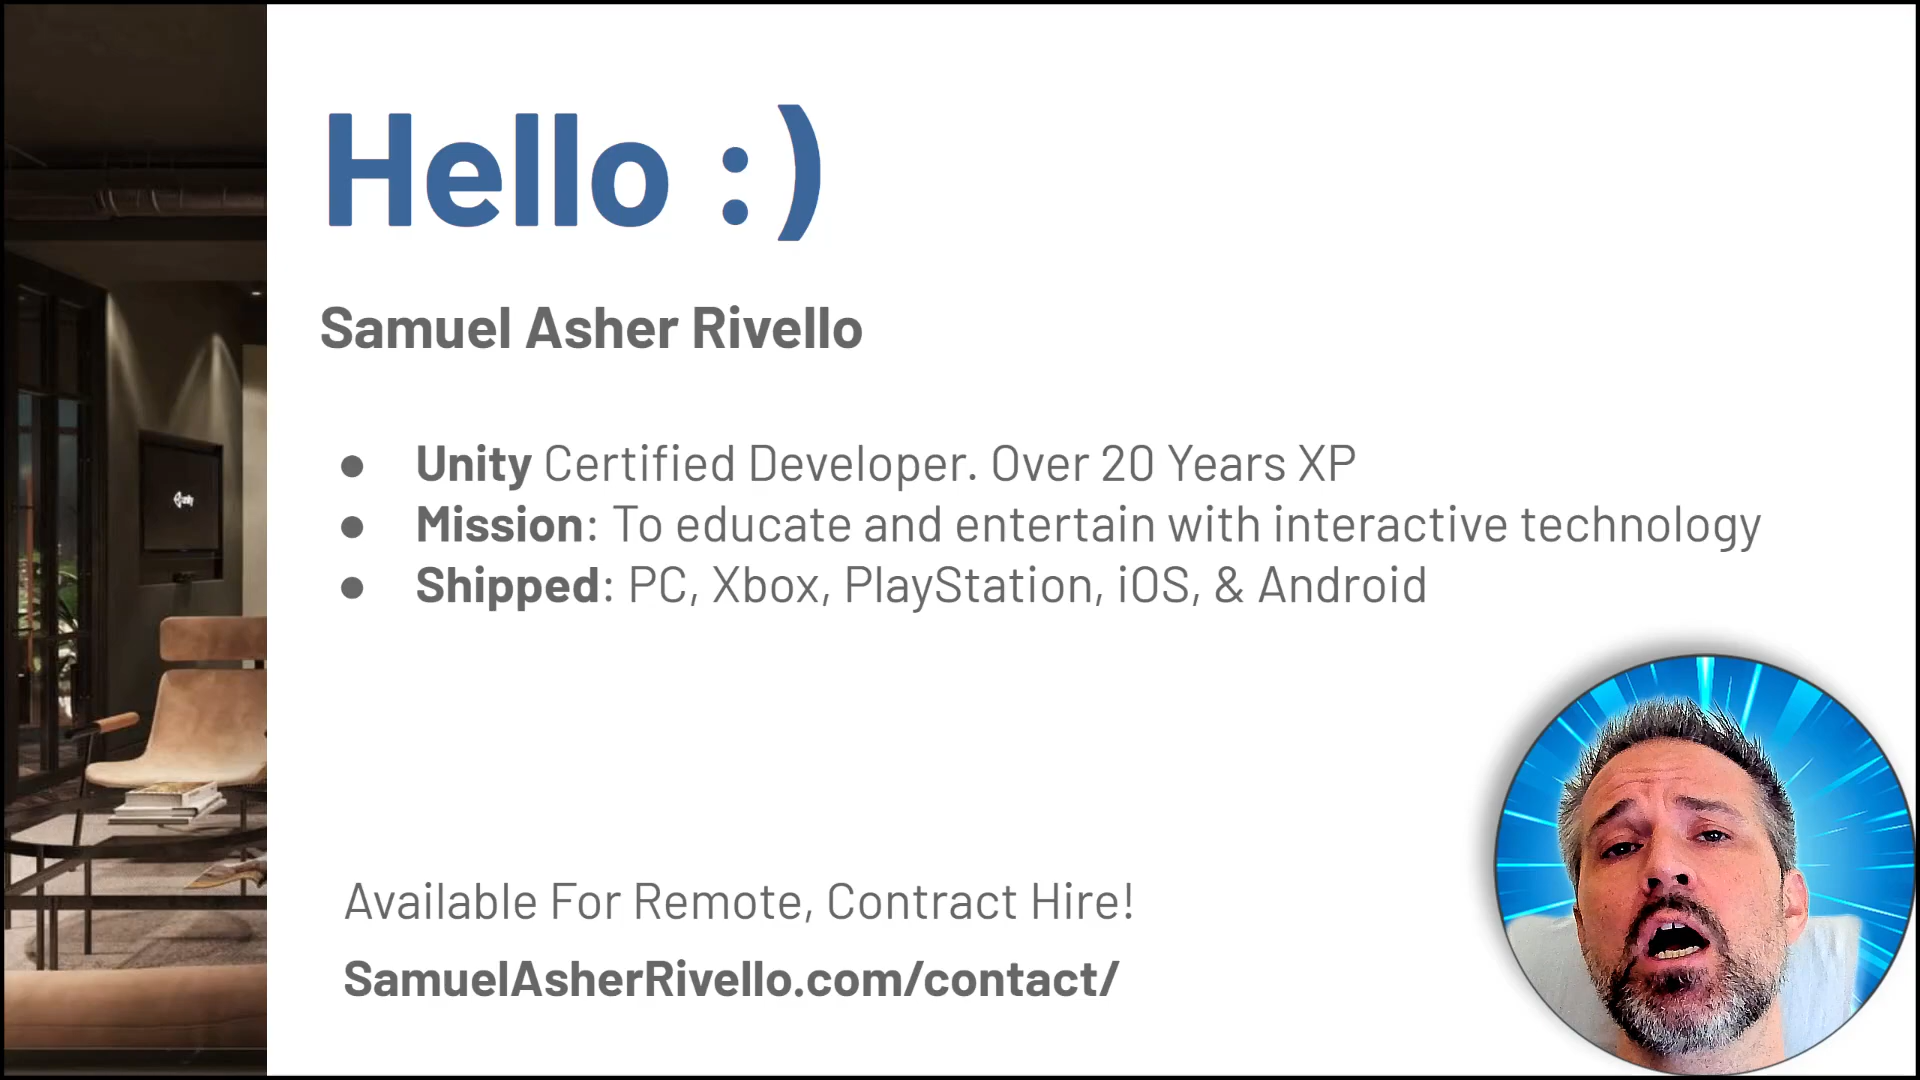 Hello :)
Samuel Asher Rivello
● Unity Certified Developer. Over 20 Years XP
● Mission: To educate and entertain with interactive technology
● Shipped: PC, Xbox, PlayStation, iOS, & Android
unity
Available For Remote, Contract Hire!
SamuelAsherRivello.com/contact/